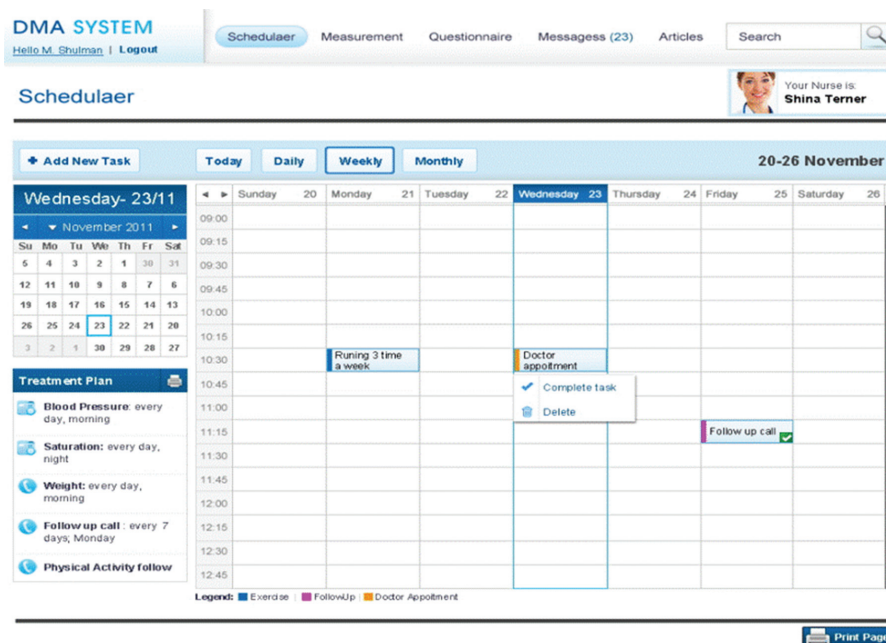 DMA SYSTEM
Hello M. Shulman | Logout
Schedulaer Measurement Questionnaire Messagess (23) Articles Search
Schedulaer
Your Nurse is:
Shina Terner
Add New Task
Today Daily Weekly Monthly
20-26 November
Wednesday- 23/11
November 2011
Su Mo Tu We Th Fr Sat
5 4 3 2 1 30 31
12 11 10 9 8 7 6
19 18 17 16 15 14 13
26 25 24 23 22 21 20
3 2 1 30 29 28 27
Treatment Plan
Blood Pressure: every
day, morning
Saturation: every day,
night
Weight: every day,
morning
Follow up call : every 7
days; Monday
Physical Activity follow
Sunday 20 Monday 21 Tuesday 22 Wednesday 23 Thursday 24 Friday 25 Saturday 26
09:00
09:15
09:30
09:45
10:00
10:15
10:30
10:45
11:00
11:15
11:30
11:45
12:00
12:15
12:30
12:45
Runing 3 time
a week
Doctor
appoitment
Complete task
Delete
Follow up call
Legend: Exercise | FollowUp | Doctor Appoitment
Print Page